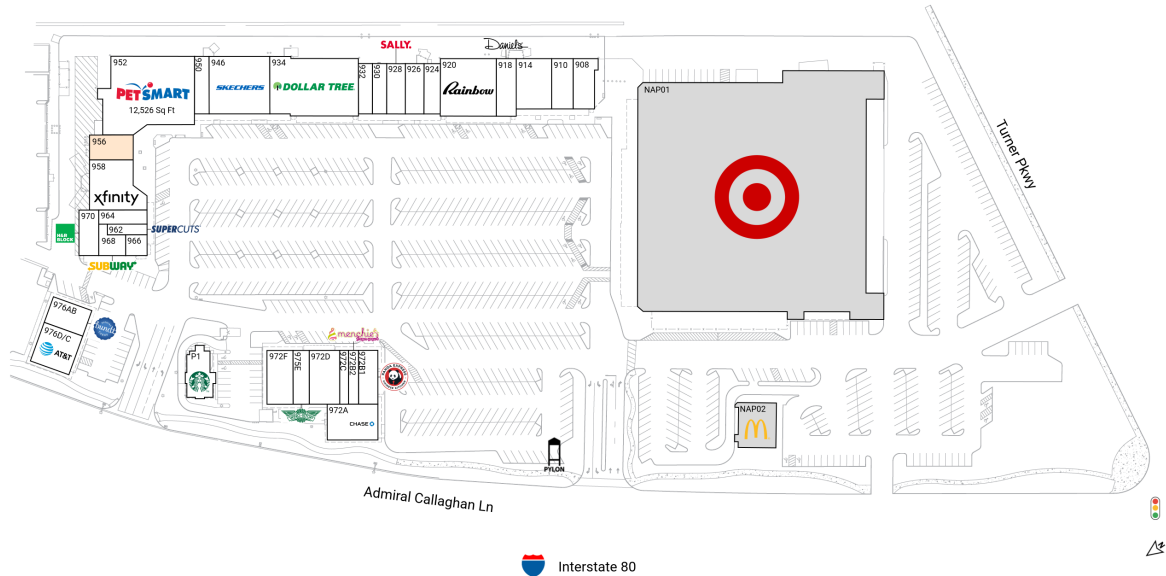 SALLY.
Daniel's
952
950
946
934
932
930
928
926
924
920
918
914
910
908
PETSMART
SKECHERS
DOLLAR TREE
Rainbow
12,526 Sq Ft
NAP01
956
958
xfinity
970
964
962
SUPERCUTS
H&R
BLOCK
968
966
SUBWAY
Turner Pkwy
976AB
976D/C
AT&T
P1
menchie's
972F
975E
972D
972C
972B2
972B1
PANDA EXPRESS
972A
CHASE
NAP02
PYLON
Admiral Callaghan Ln
N
Interstate 80